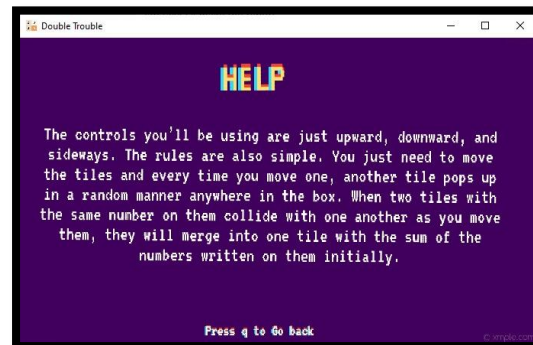 Double Trouble
HELP
The controls you'll be using are just upward, downward, and
sideways. The rules are also simple. You just need to move
the tiles and every time you move one, another tile pops up
in a random manner anywhere in the box. When two tiles with
the same number on them collide with one another as you move
them, they will merge into one tile with the sum of the
numbers written on them initially.
Press q to Go back
© xmple.com